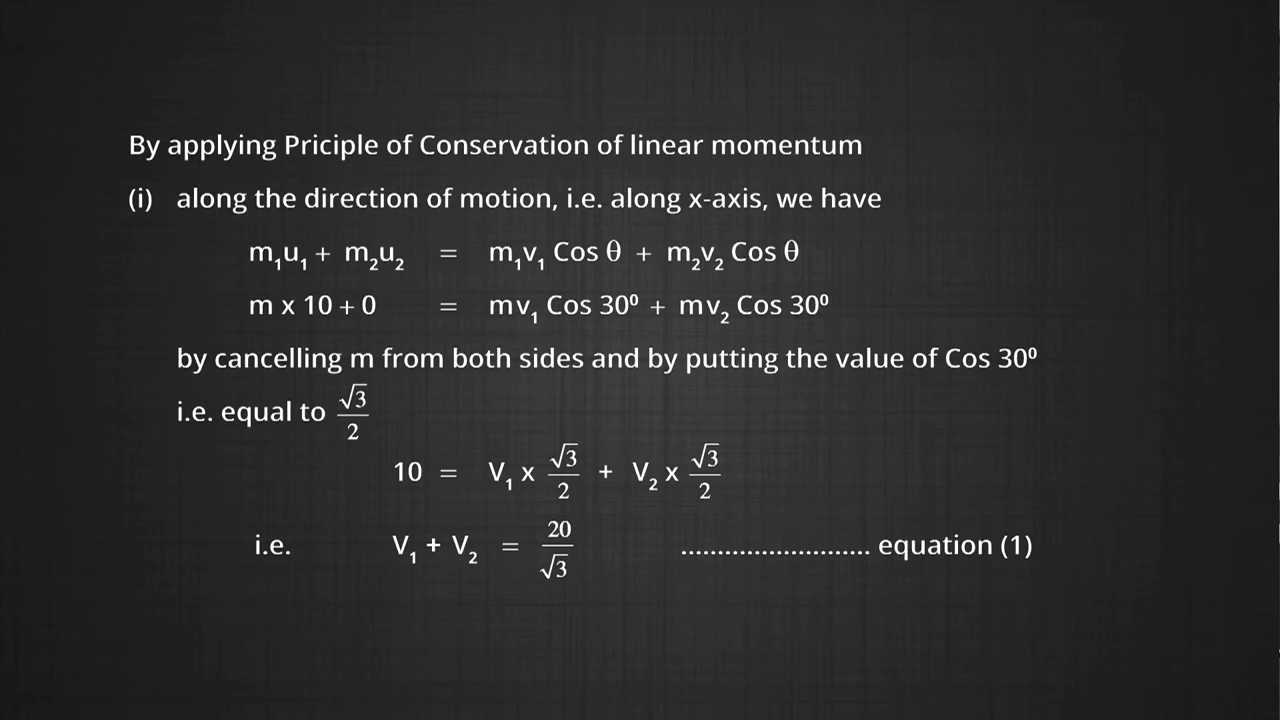 By applying Priciple of Conservation of linear momentum
(i) along the direction of motion, i.e. along x-axis, we have
m₁u₁ + m₂u₂ = m₁v₁ Cos θ + m₂v₂ Cos θ
m x 10 + 0 = mv₁ Cos 30⁰ + mv₂ Cos 30⁰
by cancelling m from both sides and by putting the value of Cos 30⁰
i.e. equal to √3/2
10 = V₁ x √3/2 + V₂ x √3/2
i.e. V₁ + V₂ = 20/√3 .......................... equation (1)